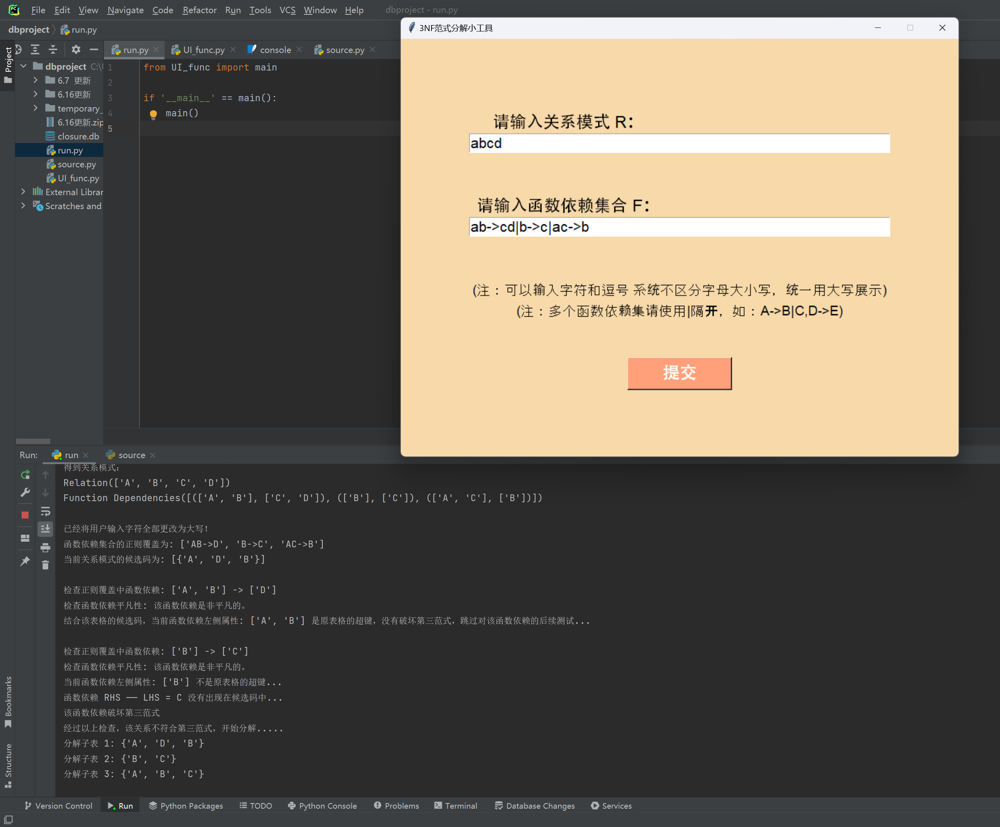 File Edit View Navigate Code Refactor Run Tools VCS Window Help dbproject - run.py
dbproject run.py
Project
run.py UI_func.py console source.py
dbproject C:\
6.7 更新
6.16更新
temporary_
6.16更新.zip
closure.db
run.py
source.py
UI_func.py
External Librar
Scratches and
1 from UI_func import main
2
3 if '__main__' == main():
4 main()
5
3NF范式分解小工具
请输入关系模式 R：
abcd
请输入函数依赖集合 F：
ab->cd|b->c|ac->b
(注：可以输入字符和逗号 系统不区分字母大小写，统一用大写展示)
(注：多个函数依赖集请使用|隔开，如：A->B|C,D->E)
提交
Run: run source
得到关系模式:
Relation(['A', 'B', 'C', 'D'])
Function Dependencies([(['A', 'B'], ['C', 'D']), (['B'], ['C']), (['A', 'C'], ['B'])])
已经将用户输入字符全部更改为大写！
函数依赖集合的正则覆盖为: ['AB->D', 'B->C', 'AC->B']
当前关系模式的候选码为: [{'A', 'D', 'B'}]
检查正则覆盖中函数依赖: ['A', 'B'] -> ['D']
检查函数依赖平凡性: 该函数依赖是非平凡的。
结合该表格的候选码，当前函数依赖左侧属性: ['A', 'B'] 是原表格的超键，没有破坏第三范式，跳过对该函数依赖的后续测试...
检查正则覆盖中函数依赖: ['B'] -> ['C']
检查函数依赖平凡性: 该函数依赖是非平凡的。
当前函数依赖左侧属性: ['B'] 不是原表格的超键...
函数依赖 RHS —— LHS = C 没有出现在候选码中...
该函数依赖破坏第三范式
经过以上检查，该关系不符合第三范式，开始分解.....
分解子表 1: {'A', 'D', 'B'}
分解子表 2: {'B', 'C'}
分解子表 3: {'A', 'B', 'C'}
Bookmarks
Structure
Version Control Run Python Packages TODO Python Console Problems Terminal Database Changes Services